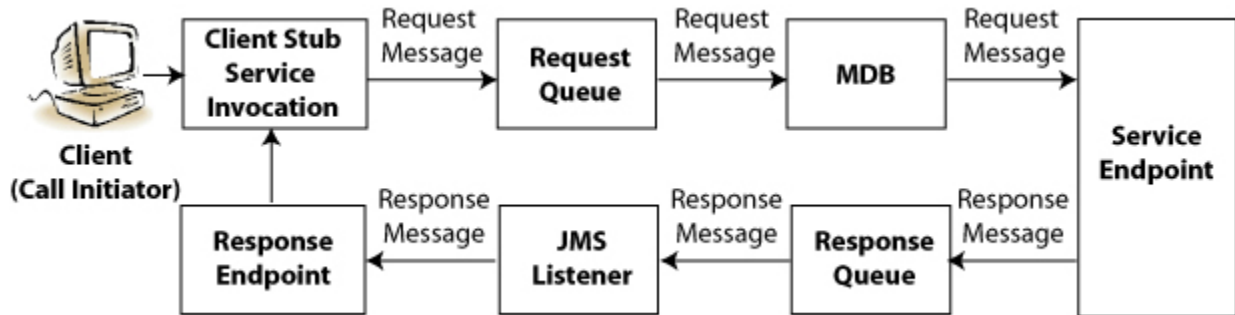 Client Stub
Service
Invocation
Request
Message
Request
Queue
Request
Message
MDB
Request
Message
Service
Endpoint
Client
(Call Initiator)
Response
Endpoint
Response
Message
JMS
Listener
Response
Message
Response
Queue
Response
Message